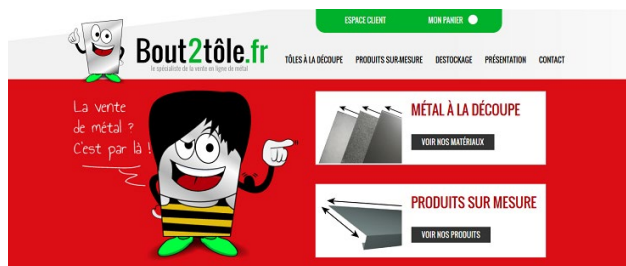 ESPACE CLIENT MON PANIER
Bout2tôle.fr
le spécialiste de la vente en ligne de métal
TÔLES À LA DÉCOUPE PRODUITS SUR-MESURE DESTOCKAGE PRÉSENTATION CONTACT
La vente
de métal ?
C'est par là !
MÉTAL À LA DÉCOUPE
VOIR NOS MATÉRIAUX
PRODUITS SUR MESURE
VOIR NOS PRODUITS